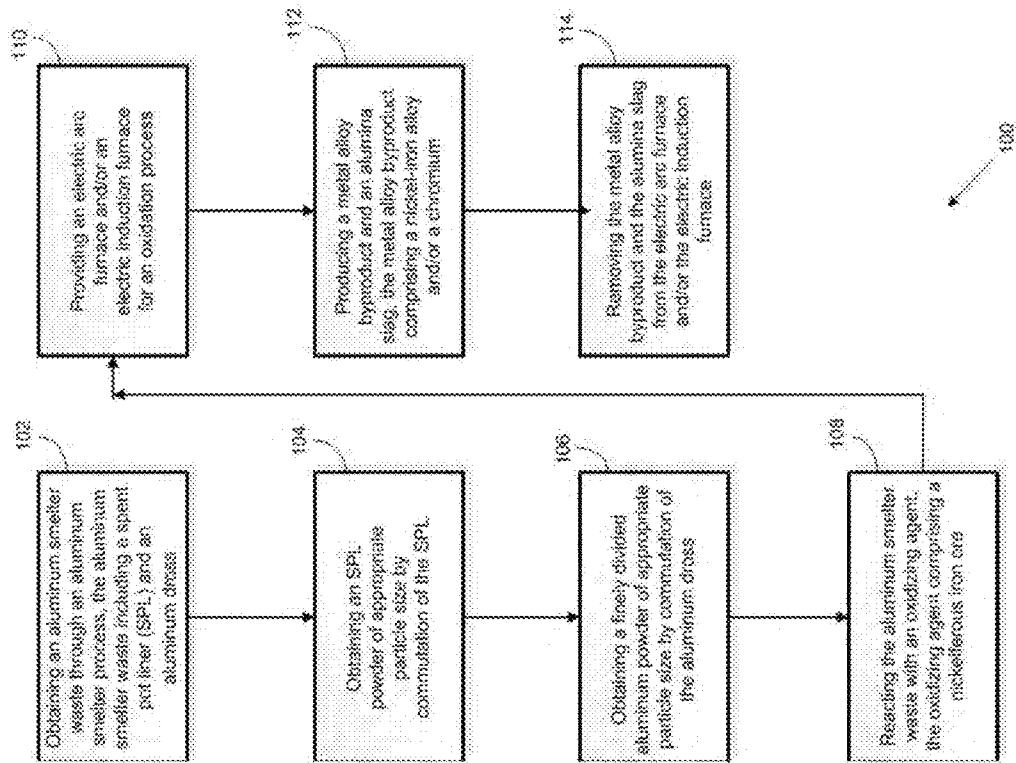 102
Obtaining an aluminum smelter
waste through an aluminum
smelter process, the aluminum
smelter waste including a spent
pot liner (SPL) and an
aluminum dross
104
Obtaining an SPL
powder of appropriate
particle size by
commutation of the SPL
106
Obtaining a finely divided
aluminum powder of appropriate
particle size by commutation of
the aluminum dross
108
Reacting the aluminum smelter
waste with an oxidizing agent,
the oxidizing agent comprising a
nickeliferous iron ore
110
Providing an electric arc
furnace and/or an
electric induction furnace
for an oxidation process
112
Producing a metal alloy
byproduct and an alumina
slag, the metal alloy byproduct
comprising a nickel-iron alloy
and/or a chromium
114
Removing the metal alloy
byproduct and the alumina slag
from the electric arc furnace
and/or the electric induction
furnace
100